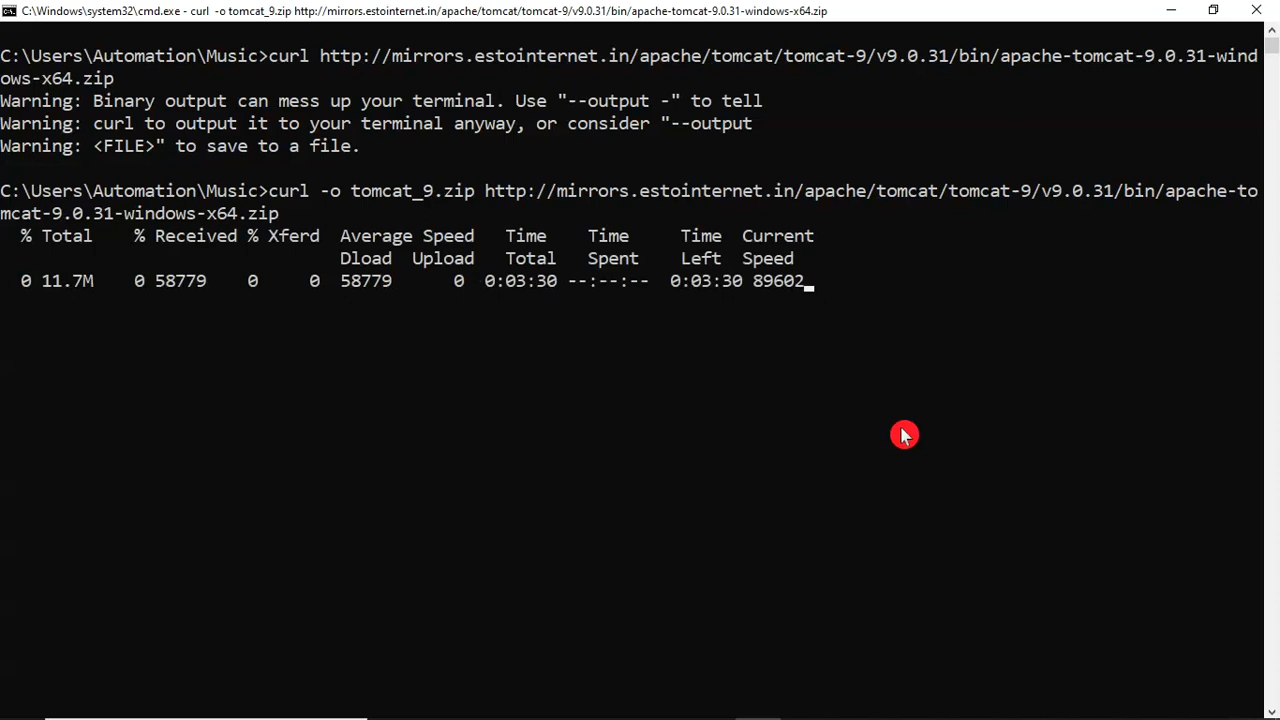 C:\Windows\system32\cmd.exe - curl -o tomcat_9.zip http://mirrors.estointernet.in/apache/tomcat/tomcat-9/v9.0.31/bin/apache-tomcat-9.0.31-windows-x64.zip
C:\Users\Automation\Music>curl http://mirrors.estointernet.in/apache/tomcat/tomcat-9/v9.0.31/bin/apache-tomcat-9.0.31-wind
ows-x64.zip
Warning: Binary output can mess up your terminal. Use "--output -" to tell
Warning: curl to output it to your terminal anyway, or consider "--output
Warning: <FILE>" to save to a file.
C:\Users\Automation\Music>curl -o tomcat_9.zip http://mirrors.estointernet.in/apache/tomcat/tomcat-9/v9.0.31/bin/apache-to
mcat-9.0.31-windows-x64.zip
% Total % Received % Xferd Average Speed Time Time Time Current
Dload Upload Total Spent Left Speed
0 11.7M 0 58779 0 0 58779 0 0:03:30 --:--:-- 0:03:30 89602